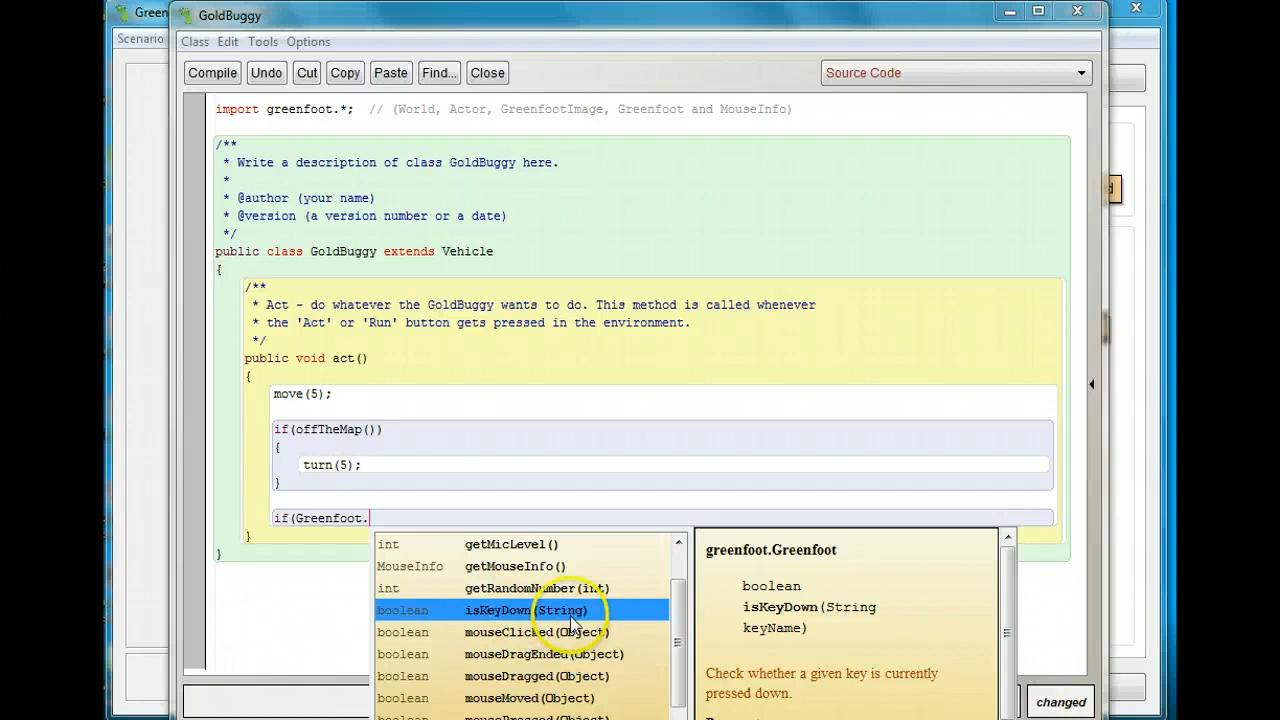 Green
GoldBuggy
Scenario
Class Edit Tools Options
Compile Undo Cut Copy Paste Find... Close Source Code
import greenfoot.*;  // (World, Actor, GreenfootImage, Greenfoot and MouseInfo)
/**
 * Write a description of class GoldBuggy here.
 *
 * @author (your name)
 * @version (a version number or a date)
 */
public class GoldBuggy extends Vehicle
{
/**
 * Act - do whatever the GoldBuggy wants to do. This method is called whenever
 * the 'Act' or 'Run' button gets pressed in the environment.
 */
public void act()
{
move(5);
if(offTheMap())
{
turn(5);
}
if(Greenfoot.
}
}
int getMicLevel()
MouseInfo getMouseInfo()
int getRandomNumber(int)
boolean isKeyDown(String)
boolean mouseClicked(Object)
boolean mouseDragEnded(Object)
boolean mouseDragged(Object)
boolean mouseMoved(Object)
boolean mousePressed(Object)
greenfoot.Greenfoot
boolean
isKeyDown(String
keyName)
Check whether a given key is currently
pressed down.
changed